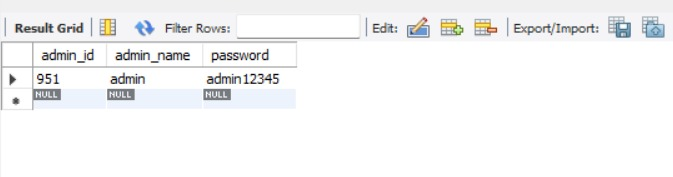 Result Grid Filter Rows: Edit: Export/Import:
admin_id admin_name password
951 admin admin12345
NULL NULL NULL